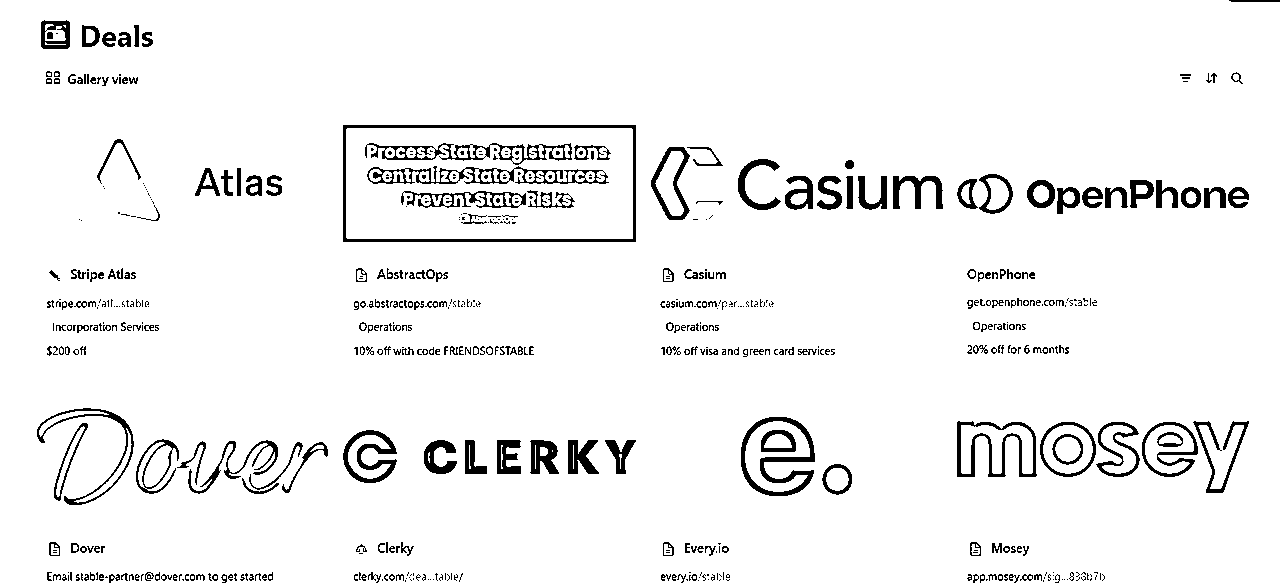 Deals
Gallery view
Atlas
Process State Registrations
Centralize State Resources
Prevent State Risks
AbstractOps
Casium
OpenPhone
Stripe Atlas
stripe.com/atl...stable
Incorporation Services
$200 off
AbstractOps
go.abstractops.com/stable
Operations
10% off with code FRIENDSOFSTABLE
Casium
casium.com/par...stable
Operations
10% off visa and green card services
OpenPhone
get.openphone.com/stable
Operations
20% off for 6 months
Dover
CLERKY
e.
mosey
Dover
Email stable-partner@dover.com to get started
Clerky
clerky.com/dea...table/
Every.io
every.io/stable
Mosey
app.mosey.com/sig...838b7b